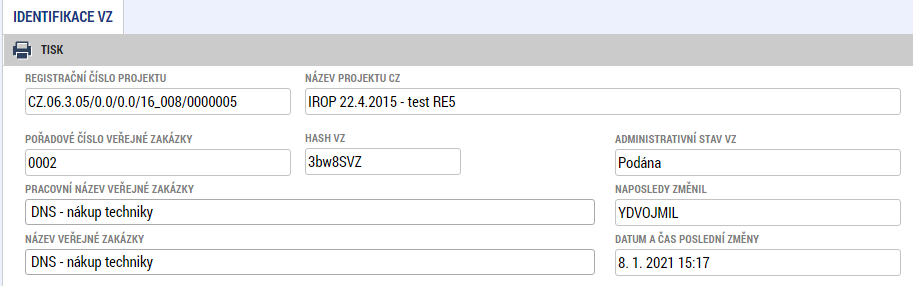 IDENTIFIKACE VZ
TISK
REGISTRAČNÍ ČÍSLO PROJEKTU
NÁZEV PROJEKTU CZ
CZ.06.3.05/0.0/0.0/16_008/0000005
IROP 22.4.2015 - test RE5
POŘADOVÉ ČÍSLO VEŘEJNÉ ZAKÁZKY
HASH VZ
ADMINISTRATIVNÍ STAV VZ
0002
3bw8SVZ
Podána
PRACOVNÍ NÁZEV VEŘEJNÉ ZAKÁZKY
NAPOSLEDY ZMĚNIL
DNS - nákup techniky
YDVOJMIL
NÁZEV VEŘEJNÉ ZAKÁZKY
DATUM A ČAS POSLEDNÍ ZMĚNY
DNS - nákup techniky
8. 1. 2021 15:17